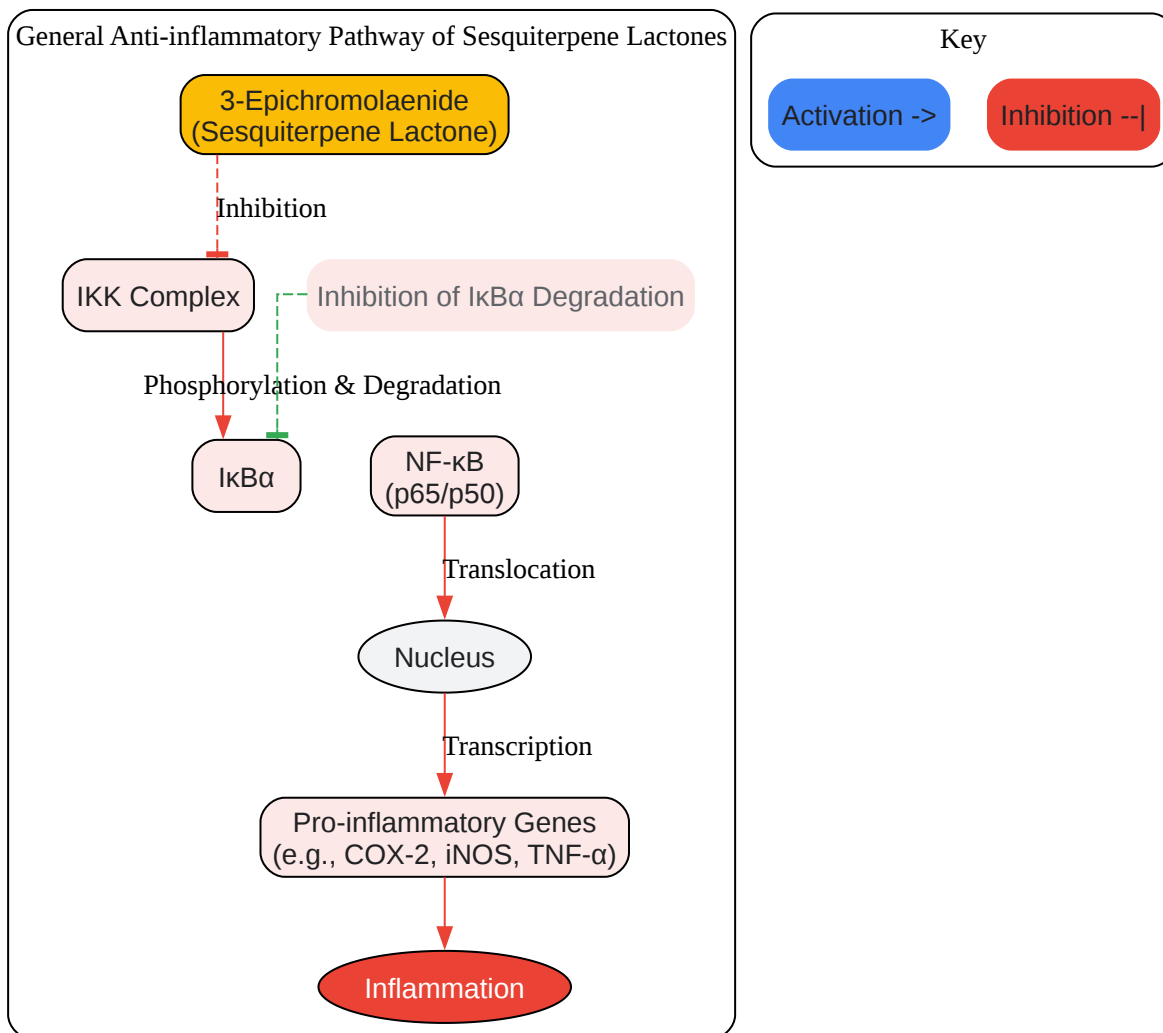 General Anti-inflammatory Pathway of Sesquiterpene Lactones
3-Epichromolaenide
(Sesquiterpene Lactone)
Inhibition
IKK Complex
Inhibition of IκBα Degradation
Phosphorylation & Degradation
IκBα
NF-κB
(p65/p50)
Translocation
Nucleus
Transcription
Pro-inflammatory Genes
(e.g., COX-2, iNOS, TNF-α)
Inflammation
Key
Activation ->
Inhibition --|